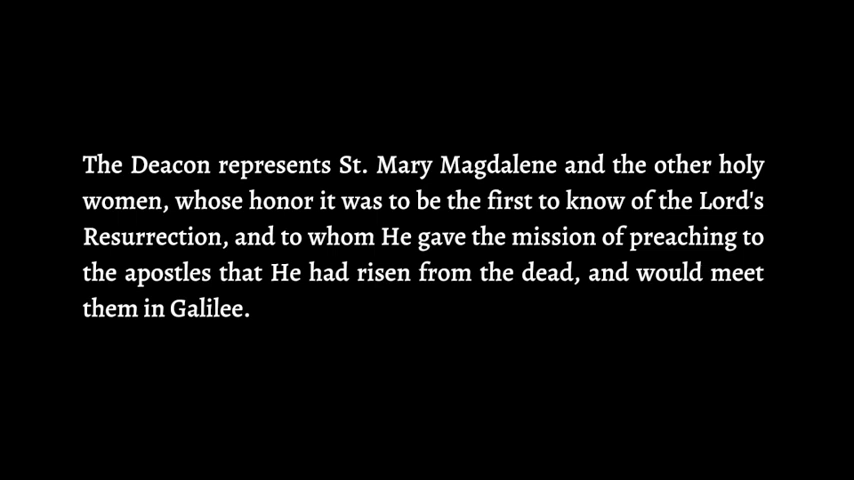 The Deacon represents St. Mary Magdalene and the other holy
women, whose honor it was to be the first to know of the Lord's
Resurrection, and to whom He gave the mission of preaching to
the apostles that He had risen from the dead, and would meet
them in Galilee.